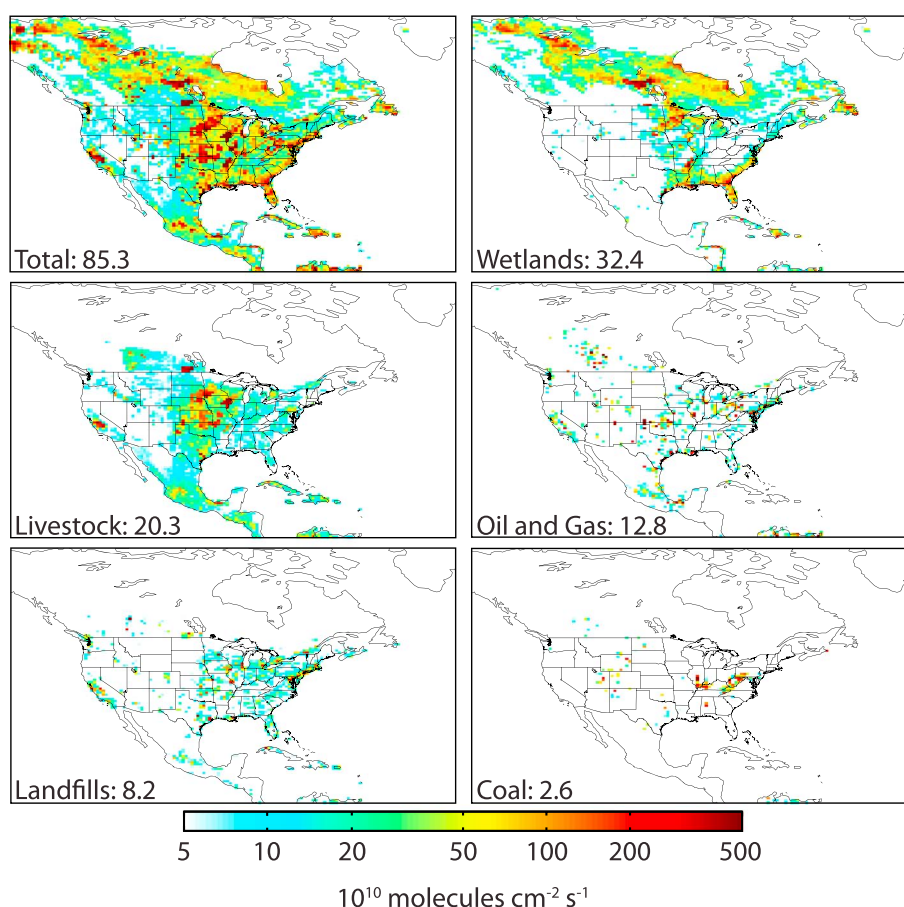 Total: 85.3
Wetlands: 32.4
Livestock: 20.3
Oil and Gas: 12.8
Landfills: 8.2
Coal: 2.6
5 10 20 50 100 200 500
10¹⁰ molecules cm⁻² s⁻¹